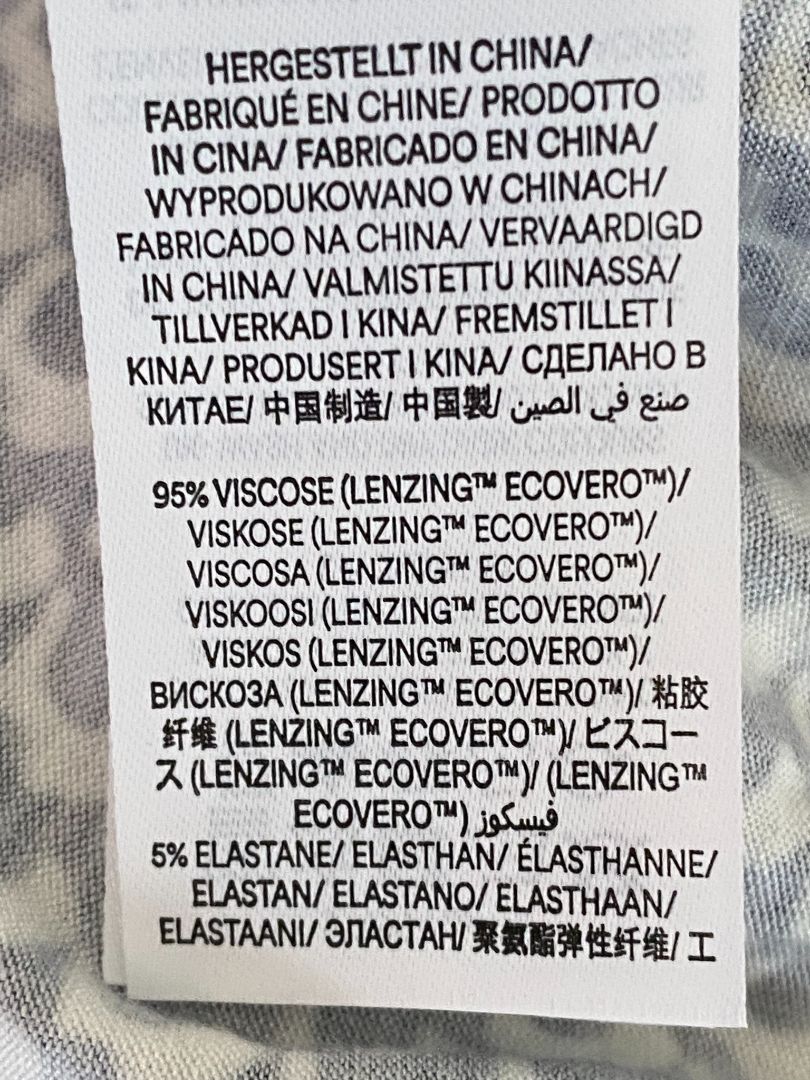 HERGESTELLT IN CHINA/
FABRIQUÉ EN CHINE/ PRODOTTO
IN CINA/ FABRICADO EN CHINA/
WYPRODUKOWANO W CHINACH/
FABRICADO NA CHINA/ VERVAARDIGD
IN CHINA/ VALMISTETTU KIINASSA/
TILLVERKAD I KINA/ FREMSTILLET I
KINA/ PRODUSERT I KINA/ СДЕЛАНО В
КИТАЕ/ 中国制造/ 中国製/ صنع في الصين
95% VISCOSE (LENZING™ ECOVERO™)/
VISKOSE (LENZING™ ECOVERO™)/
VISCOSA (LENZING™ ECOVERO™)/
VISKOOSI (LENZING™ ECOVERO™)/
VISKOS (LENZING™ ECOVERO™)/
ВИСКОЗА (LENZING™ ECOVERO™)/ 粘胶
纤维 (LENZING™ ECOVERO™)/ ビスコー
ス (LENZING™ ECOVERO™)/ (LENZING™
ECOVERO™) فيسكوز
5% ELASTANE/ ELASTHAN/ ÉLASTHANNE/
ELASTAN/ ELASTANO/ ELASTHAAN/
ELASTAANI/ ЭЛАСТАН/ 聚氨酯弹性纤维/ エ